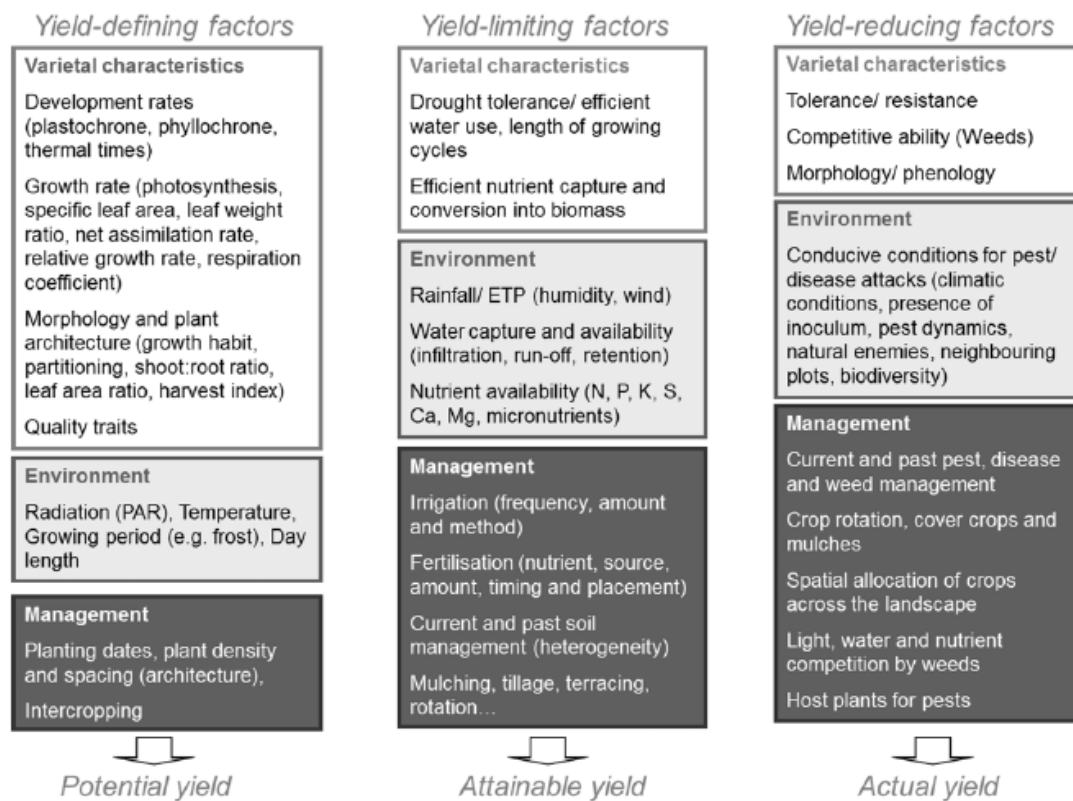 Yield-defining factors
Varietal characteristics
Development rates
(plastochrone, phyllochrone,
thermal times)
Growth rate (photosynthesis,
specific leaf area, leaf weight
ratio, net assimilation rate,
relative growth rate, respiration
coefficient)
Morphology and plant
architecture (growth habit,
partitioning, shoot:root ratio,
leaf area ratio, harvest index)
Quality traits
Environment
Radiation (PAR), Temperature,
Growing period (e.g. frost), Day
length
Management
Planting dates, plant density
and spacing (architecture),
Intercropping
Potential yield
Yield-limiting factors
Varietal characteristics
Drought tolerance/ efficient
water use, length of growing
cycles
Efficient nutrient capture and
conversion into biomass
Environment
Rainfall/ ETP (humidity, wind)
Water capture and availability
(infiltration, run-off, retention)
Nutrient availability (N, P, K, S,
Ca, Mg, micronutrients)
Management
Irrigation (frequency, amount
and method)
Fertilisation (nutrient, source,
amount, timing and placement)
Current and past soil
management (heterogeneity)
Mulching, tillage, terracing,
rotation…
Attainable yield
Yield-reducing factors
Varietal characteristics
Tolerance/ resistance
Competitive ability (Weeds)
Morphology/ phenology
Environment
Conducive conditions for pest/
disease attacks (climatic
conditions, presence of
inoculum, pest dynamics,
natural enemies, neighbouring
plots, biodiversity)
Management
Current and past pest, disease
and weed management
Crop rotation, cover crops and
mulches
Spatial allocation of crops
across the landscape
Light, water and nutrient
competition by weeds
Host plants for pests
Actual yield